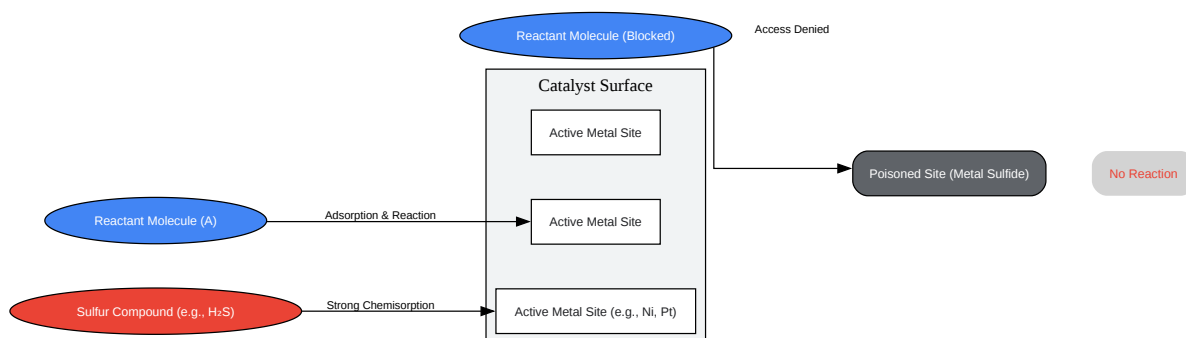 Reactant Molecule (Blocked)
Access Denied
Catalyst Surface
Active Metal Site
Poisoned Site (Metal Sulfide)
No Reaction
Reactant Molecule (A)
Adsorption & Reaction
Active Metal Site
Sulfur Compound (e.g., H₂S)
Strong Chemisorption
Active Metal Site (e.g., Ni, Pt)